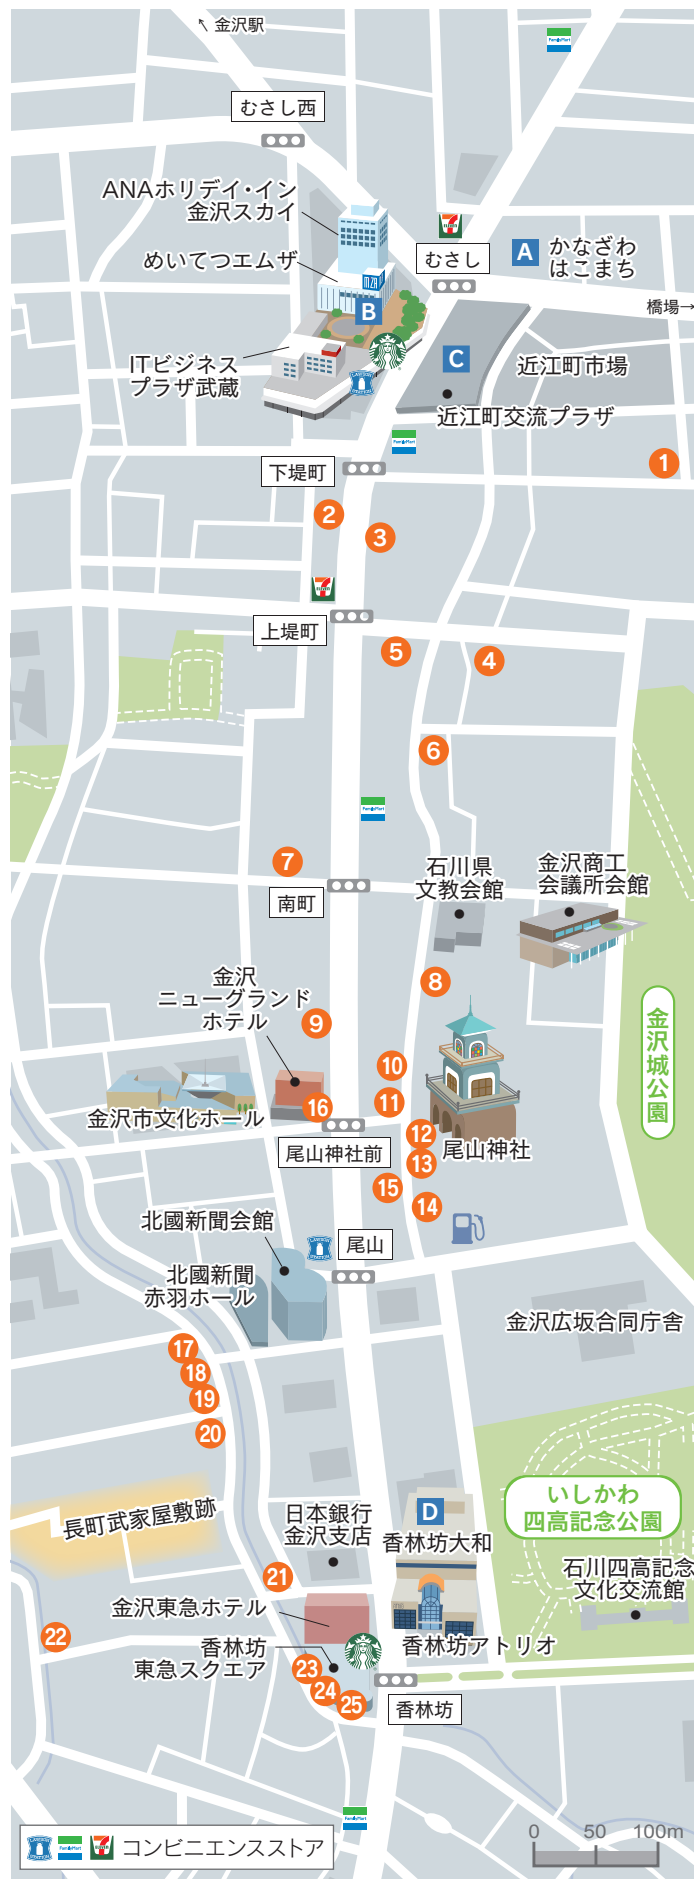 ↖ 金沢駅
FamilyMart
むさし西
ANAホリデイ・イン
金沢スカイ
めいてつエムザ
M'ZA
むさし
A
かなざわ
はこまち
橋場→
B
C
ITビジネス
プラザ武蔵
近江町市場
近江町交流プラザ
FamilyMart
下堤町
1
2
3
上堤町
5
4
6
FamilyMart
7
南町
石川県
文教会館
金沢商工
会議所会館
8
金沢
ニューグランド
ホテル
9
金沢城公園
10
11
16
金沢市文化ホール
尾山神社前
12
尾山神社
13
15
14
北國新聞会館
尾山
北國新聞
赤羽ホール
金沢広坂合同庁舎
17
18
19
20
長町武家屋敷跡
日本銀行
金沢支店
D
香林坊大和
いしかわ
四高記念公園
石川四高記念
文化交流館
21
金沢東急ホテル
22
香林坊
東急スクエア
香林坊アトリオ
23
24
25
香林坊
FamilyMart
コンビニエンスストア
0 50 100m